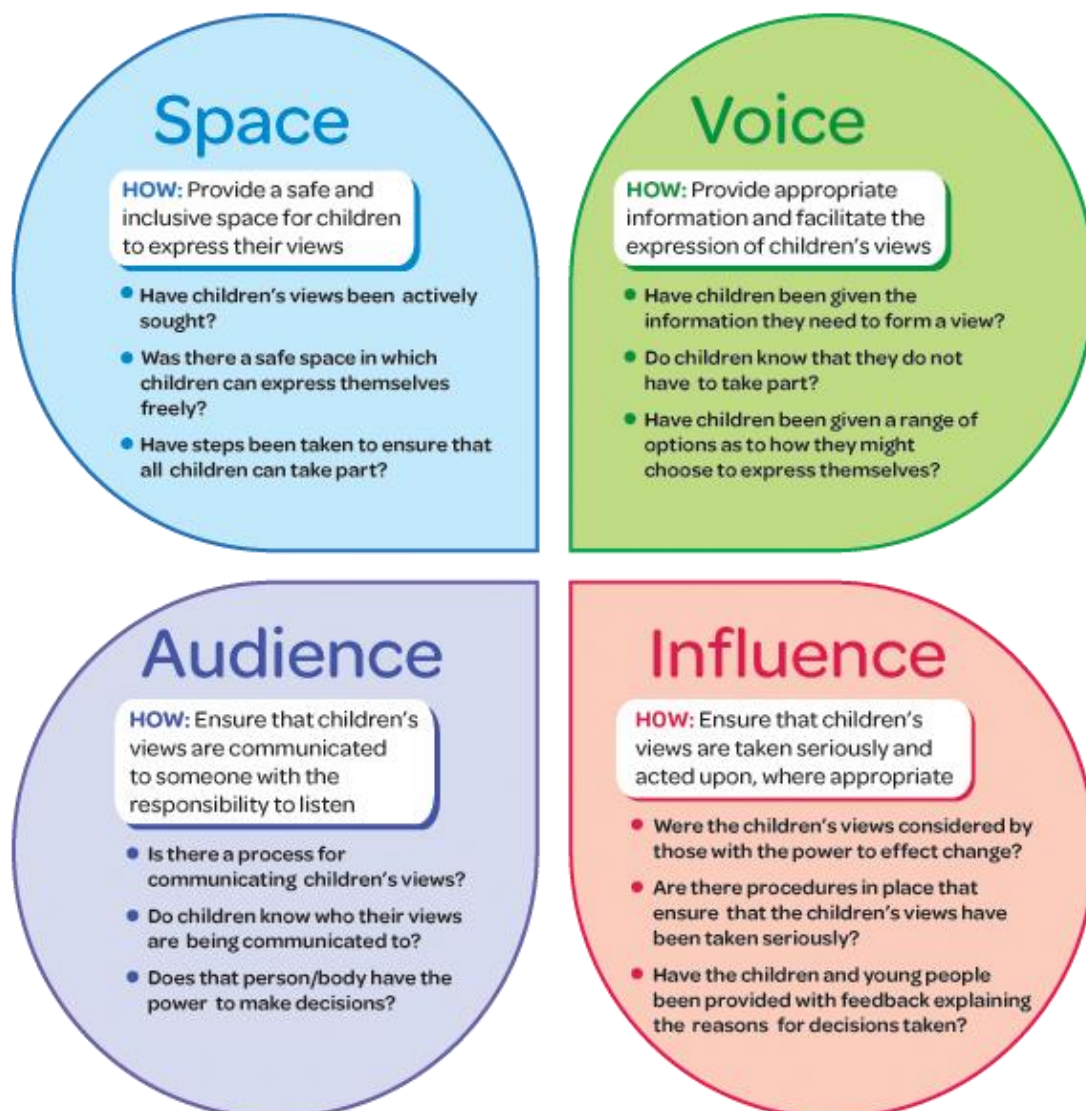 Space
HOW: Provide a safe and
inclusive space for children
to express their views
Have children's views been actively
sought?
Was there a safe space in which
children can express themselves
freely?
Have steps been taken to ensure that
all children can take part?
Voice
HOW: Provide appropriate
information and facilitate the
expression of children's views
Have children been given the
information they need to form a view?
Do children know that they do not
have to take part?
Have children been given a range of
options as to how they might
choose to express themselves?
Audience
HOW: Ensure that children's
views are communicated
to someone with the
responsibility to listen
Is there a process for
communicating children's views?
Do children know who their views
are being communicated to?
Does that person/body have the
power to make decisions?
Influence
HOW: Ensure that children's
views are taken seriously and
acted upon, where appropriate
Were the children's views considered by
those with the power to effect change?
Are there procedures in place that
ensure that the children's views have
been taken seriously?
Have the children and young people
been provided with feedback explaining
the reasons for decisions taken?